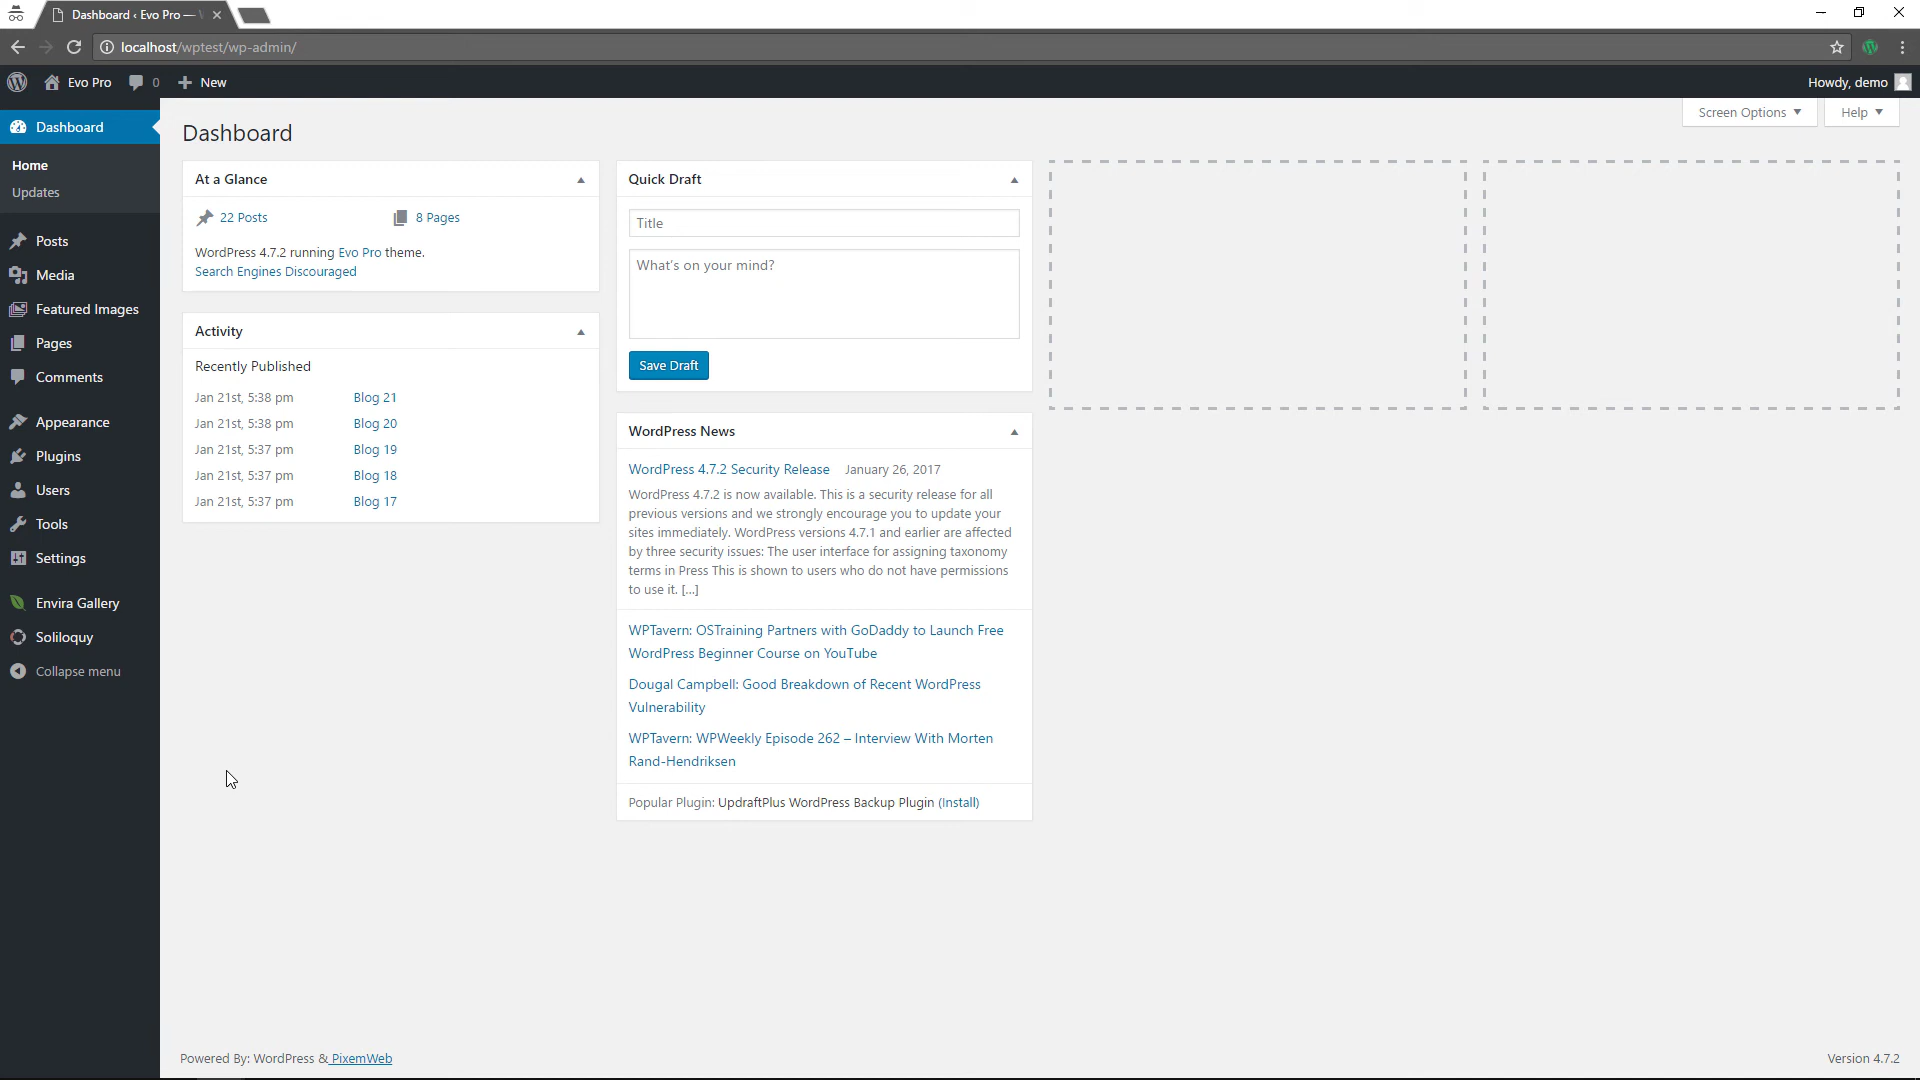 Dashboard ‹ Evo Pro —
localhost/wptest/wp-admin/
Evo Pro 0 New Howdy, demo
Dashboard
Home
Updates
Posts
Media
Featured Images
Pages
Comments
Appearance
Plugins
Users
Tools
Settings
Envira Gallery
Soliloquy
Collapse menu
Screen Options Help
Dashboard
At a Glance
22 Posts 8 Pages
WordPress 4.7.2 running Evo Pro theme.
Search Engines Discouraged
Activity
Recently Published
Jan 21st, 5:38 pm Blog 21
Jan 21st, 5:38 pm Blog 20
Jan 21st, 5:37 pm Blog 19
Jan 21st, 5:37 pm Blog 18
Jan 21st, 5:37 pm Blog 17
Quick Draft
Title
What's on your mind?
Save Draft
WordPress News
WordPress 4.7.2 Security Release January 26, 2017
WordPress 4.7.2 is now available. This is a security release for all
previous versions and we strongly encourage you to update your
sites immediately. WordPress versions 4.7.1 and earlier are affected
by three security issues: The user interface for assigning taxonomy
terms in Press This is shown to users who do not have permissions
to use it. […]
WPTavern: OSTraining Partners with GoDaddy to Launch Free
WordPress Beginner Course on YouTube
Dougal Campbell: Good Breakdown of Recent WordPress
Vulnerability
WPTavern: WPWeekly Episode 262 – Interview With Morten
Rand-Hendriksen
Popular Plugin: UpdraftPlus WordPress Backup Plugin (Install)
Powered By: WordPress & PixemWeb
Version 4.7.2